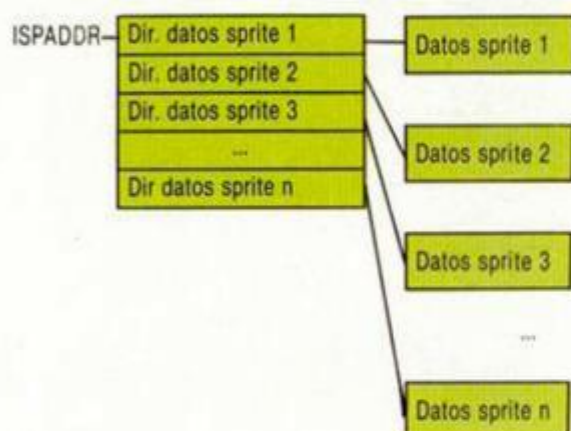 ISPADDR
Dir. datos sprite 1
Dir. datos sprite 2
Dir. datos sprite 3
...
Dir datos sprite n
Datos sprite 1
Datos sprite 2
Datos sprite 3
...
Datos sprite n